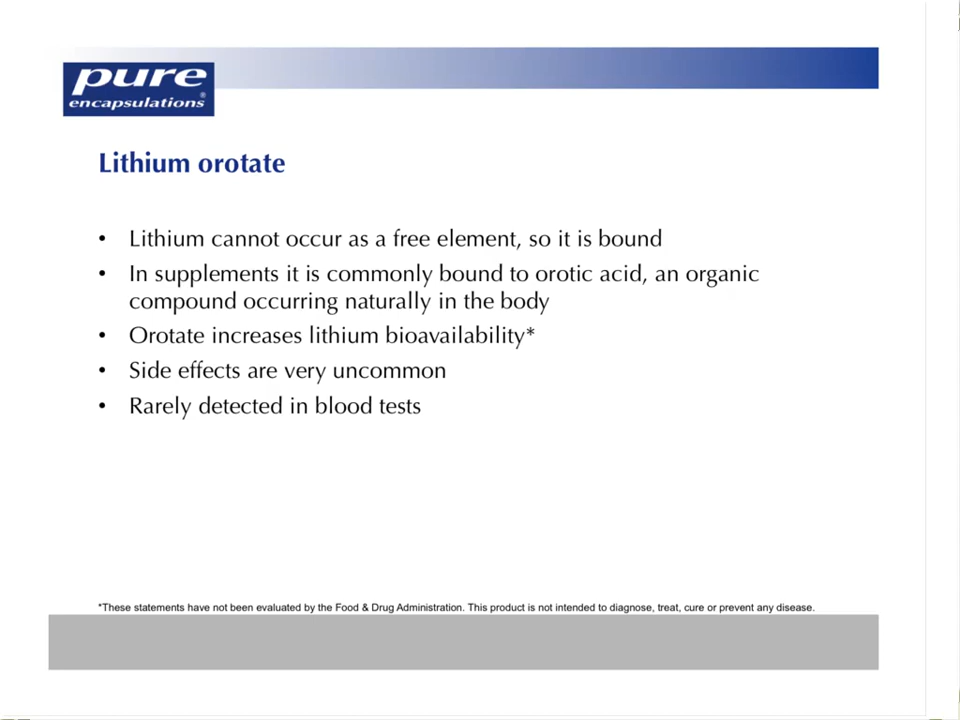 pure
encapsulations®
Lithium orotate
• Lithium cannot occur as a free element, so it is bound
• In supplements it is commonly bound to orotic acid, an organic
compound occurring naturally in the body
• Orotate increases lithium bioavailability*
• Side effects are very uncommon
• Rarely detected in blood tests
*These statements have not been evaluated by the Food & Drug Administration. This product is not intended to diagnose, treat, cure or prevent any disease.